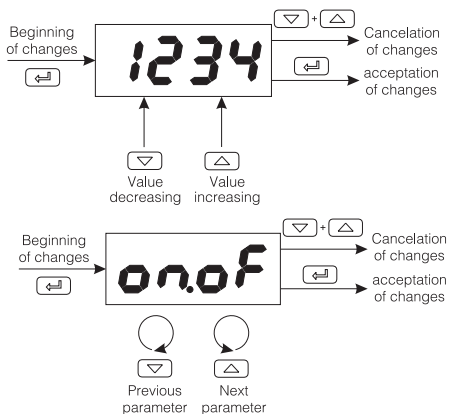 Beginning
of changes
1234
+
Cancelation
of changes
acceptation
of changes
Value
decreasing
Value
increasing
Beginning
of changes
on.oF
+
Cancelation
of changes
acceptation
of changes
Previous
parameter
Next
parameter